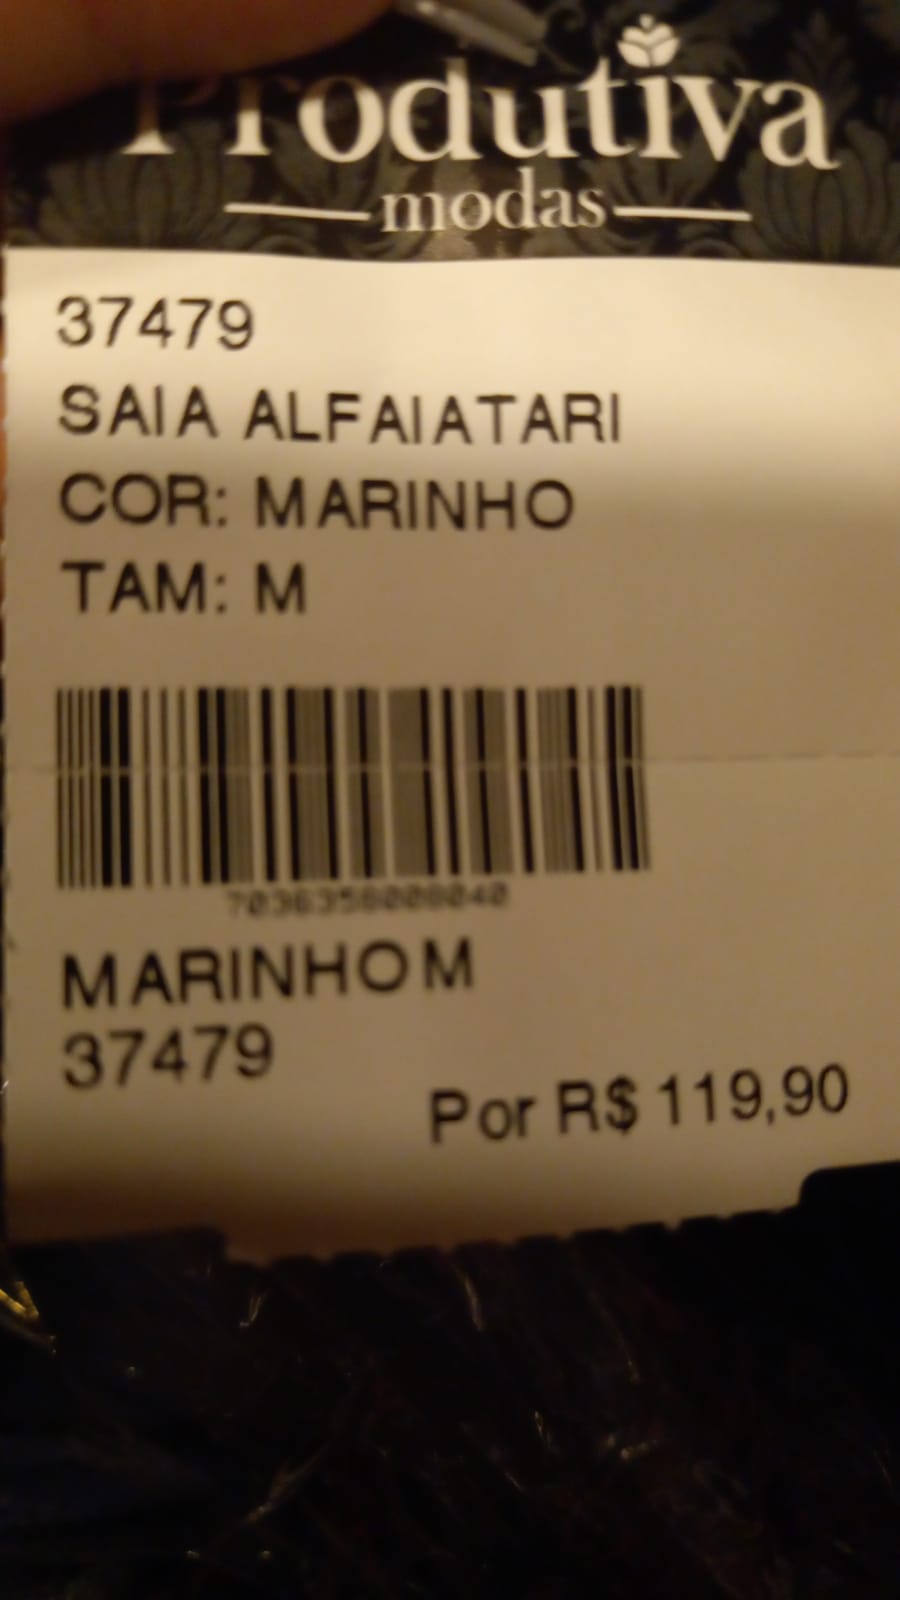 Produtiva
modas
37479
SAIA ALFAIATARI
COR: MARINHO
TAM: M
MARINHOM
37479
Por R$ 119,90